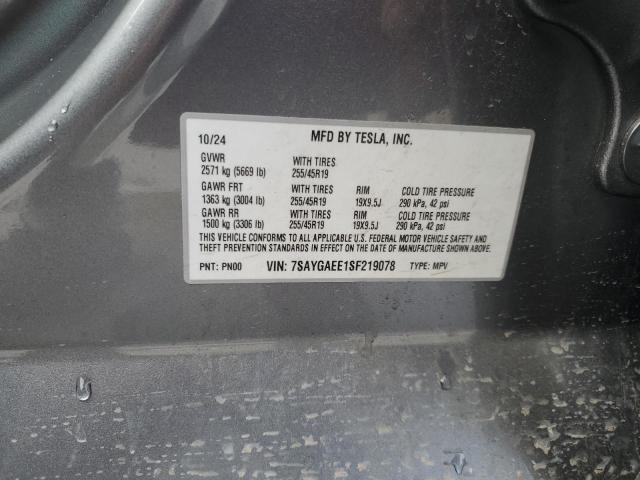 10/24 MFD BY TESLA, INC.
GVWR WITH TIRES
2571 kg (5669 lb) 255/45R19
GAWR FRT WITH TIRES RIM COLD TIRE PRESSURE
1363 kg (3004 lb) 255/45R19 19X9.5J 290 kPa, 42 psi
GAWR RR WITH TIRES RIM COLD TIRE PRESSURE
1500 kg (3306 lb) 255/45R19 19X9.5J 290 kPa, 42 psi
THIS VEHICLE CONFORMS TO ALL APPLICABLE U.S. FEDERAL MOTOR VEHICLE SAFETY AND
THEFT PREVENTION STANDARDS IN EFFECT ON THE DATE OF MANUFACTURE SHOWN ABOVE.
PNT: PN00 VIN: 7SAYGAEE1SF219078 TYPE: MPV